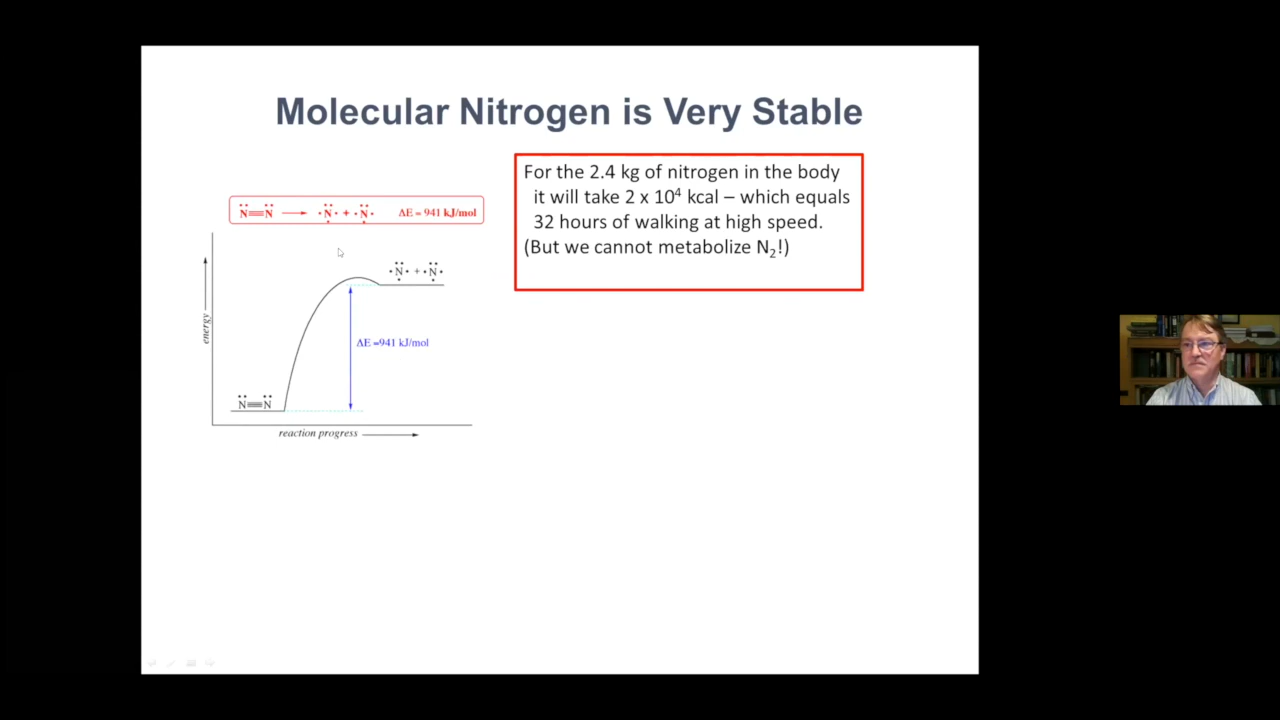 Molecular Nitrogen is Very Stable
N≡N → ·N· + ·N· ΔE = 941 kJ/mol
For the 2.4 kg of nitrogen in the body
it will take 2 x 10⁴ kcal – which equals
32 hours of walking at high speed.
(But we cannot metabolize N₂!)
·N· + ·N·
energy
ΔE =941 kJ/mol
N≡N
reaction progress